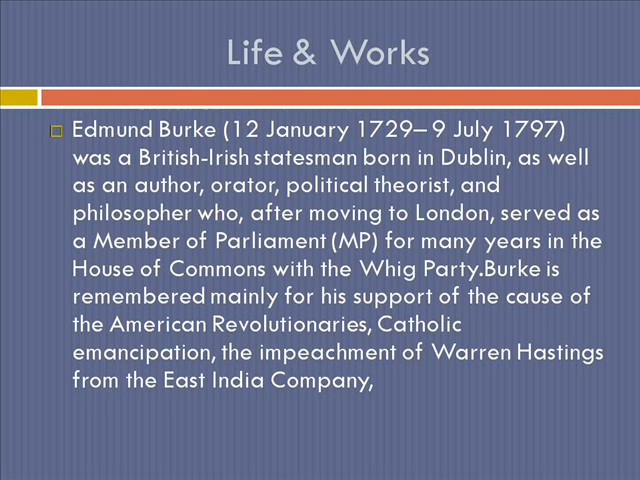 Life & Works
Edmund Burke (12 January 1729– 9 July 1797)
was a British-Irish statesman born in Dublin, as well
as an author, orator, political theorist, and
philosopher who, after moving to London, served as
a Member of Parliament (MP) for many years in the
House of Commons with the Whig Party.Burke is
remembered mainly for his support of the cause of
the American Revolutionaries, Catholic
emancipation, the impeachment of Warren Hastings
from the East India Company,